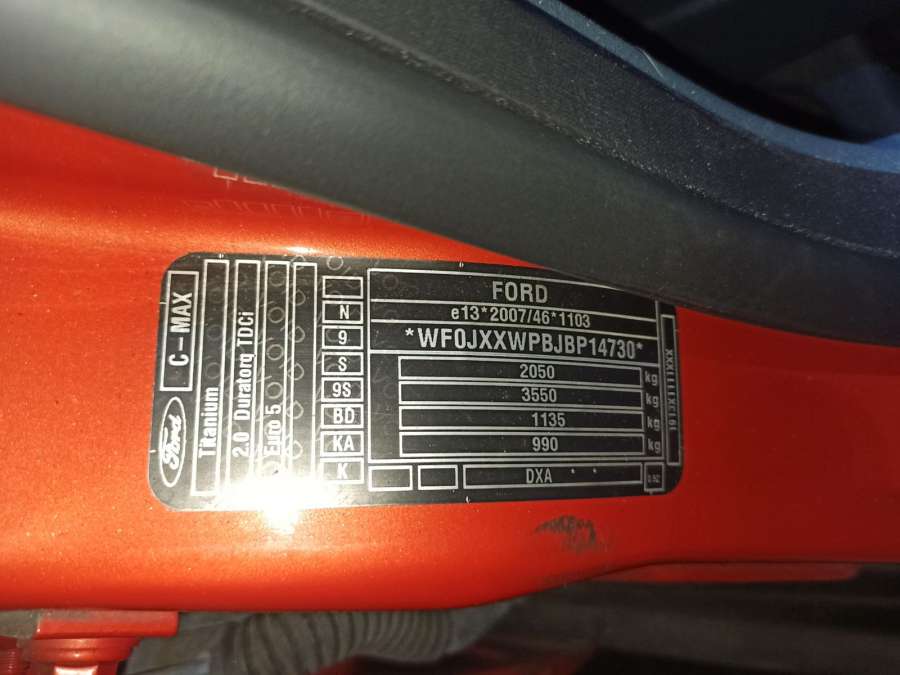 FORD
e13*2007/46*1103
*WF0JXXWPBJBP14730*
2050 kg
3550 kg
1135 kg
990 kg
DXA * *
N
9
S
9S
BD
KA
K
Ford
C-MAX
Titanium
2.0 Duratorq TDCi
Euro 5